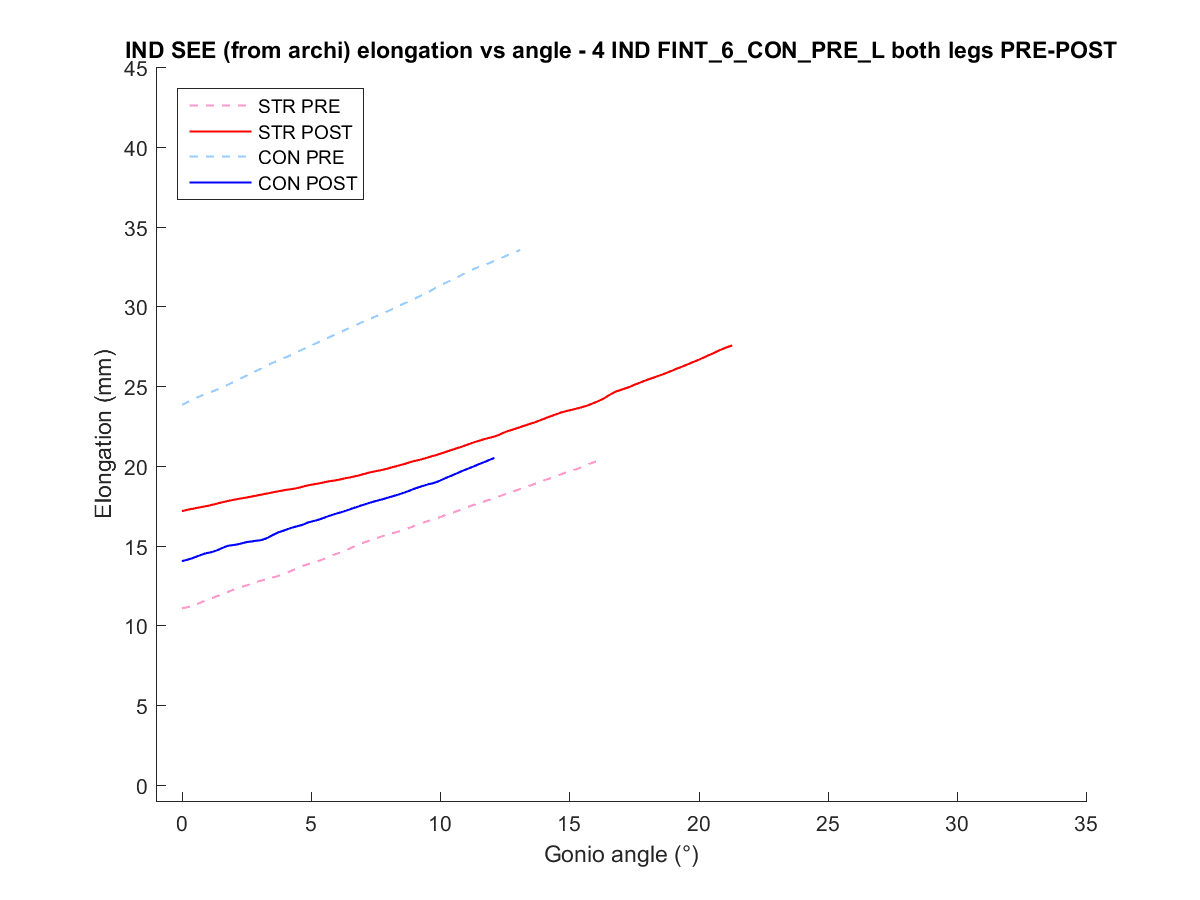 IND SEE (from archi) elongation vs angle - 4 IND FINT_6_CON_PRE_L both legs PRE-POST
45
40
35
30
25
20
15
10
5
0
Elongation (mm)
STR PRE
STR POST
CON PRE
CON POST
0 5 10 15 20 25 30 35
Gonio angle (°)